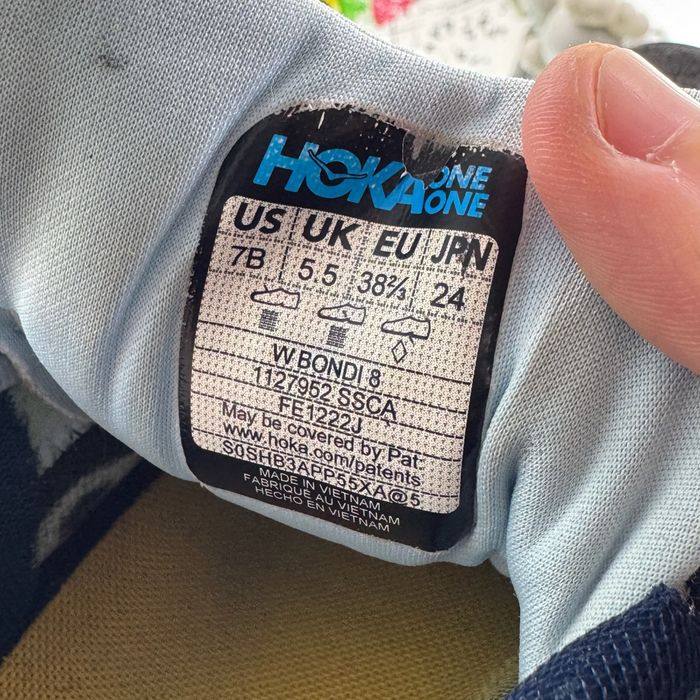 HOKA ONE ONE
US UK EU JPN
7B 5.5 38⅔ 24
W BONDI 8
1127952 SSCA
FE1222J
May be covered by Pat:
www.hoka.com/patents
S0SHB3APP55XA@5
MADE IN VIETNAM
FABRIQUÉ AU VIETNAM
HECHO EN VIETNAM